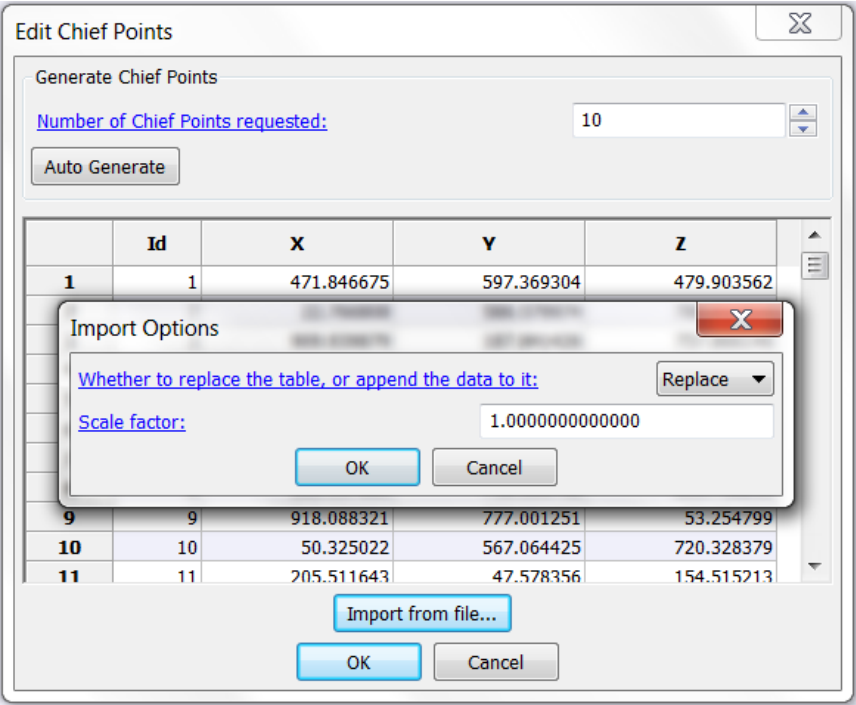 Edit Chief Points
Generate Chief Points
Number of Chief Points requested: 10
Auto Generate
Id X Y Z
1 1 471.846675 597.369304 479.903562
Import Options
Whether to replace the table, or append the data to it: Replace
Scale factor: 1.0000000000000
OK Cancel
9 9 918.088321 777.001251 53.254799
10 10 50.325022 567.064425 720.328379
11 11 205.511643 47.578356 154.515213
Import from file...
OK Cancel